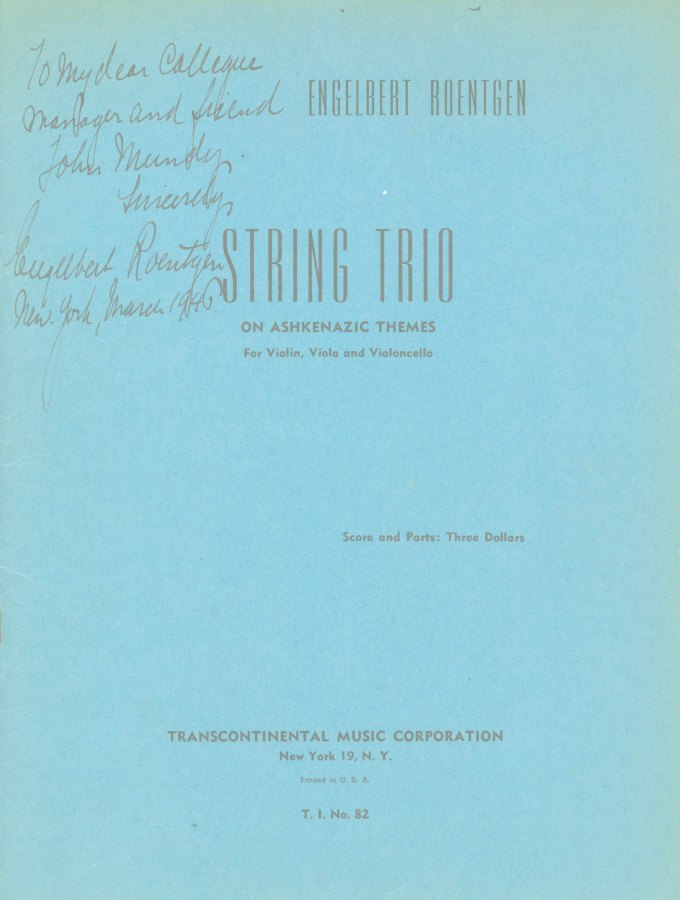 To my dear Collegue
Manager and friend
John Mundy
Sincerely
Engelbert Roentgen
New-York, March 1946
ENGELBERT ROENTGEN
STRING TRIO
ON ASHKENAZIC THEMES
For Violin, Viola and Violoncello
Score and Parts: Three Dollars
TRANSCONTINENTAL MUSIC CORPORATION
New York 19, N. Y.
Printed in U. S. A.
T. I. No. 82